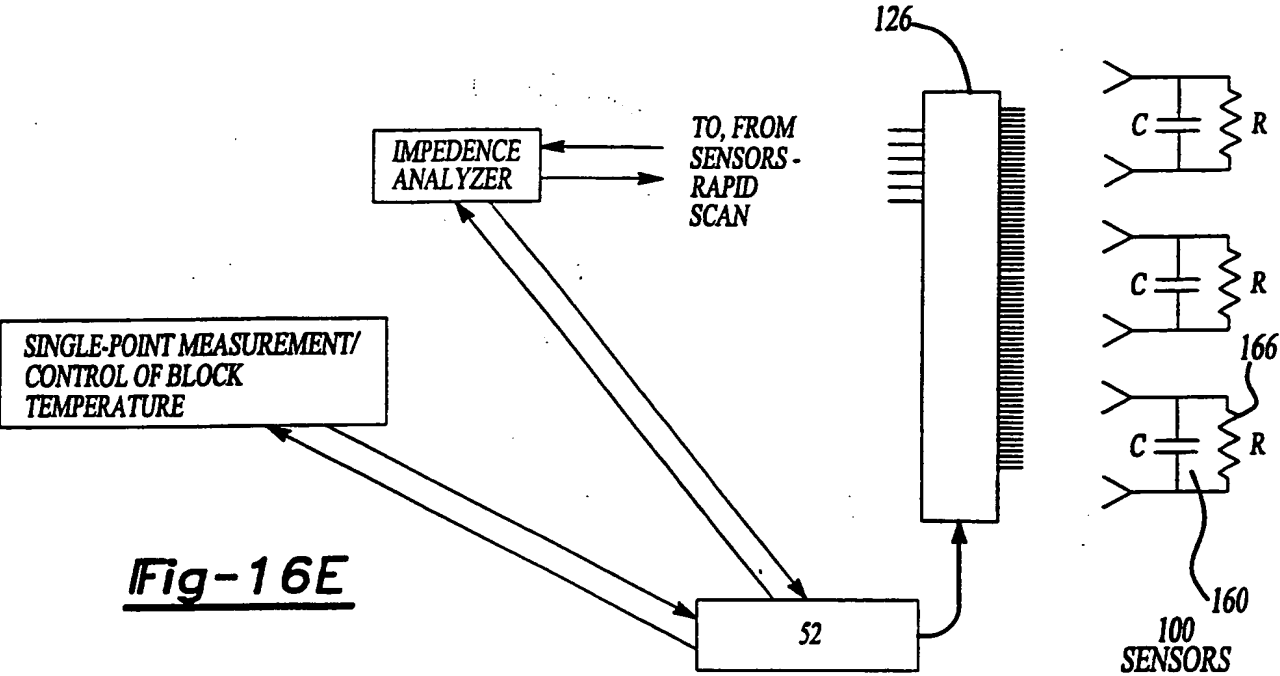 126
IMPEDENCE
ANALYZER
TO, FROM
SENSORS -
RAPID
SCAN
C
R
C
R
SINGLE-POINT MEASUREMENT/
CONTROL OF BLOCK
TEMPERATURE
166
C
R
Fig-16E
52
160
100
SENSORS